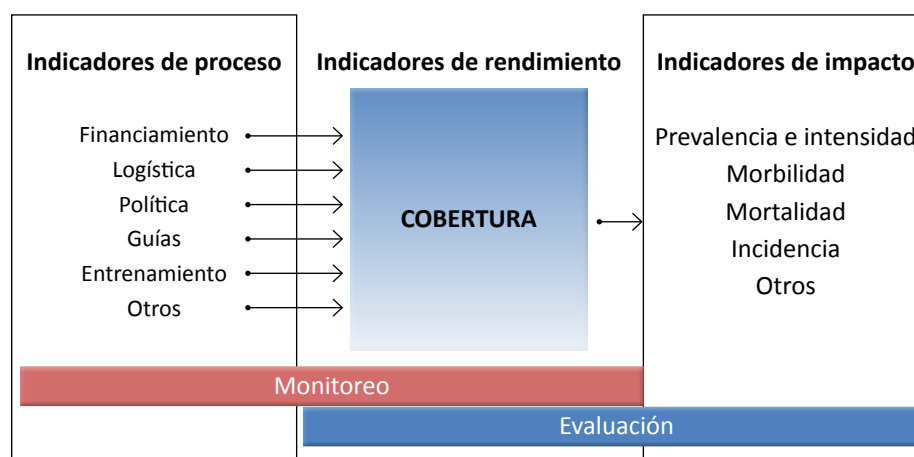 Indicadores de proceso
Financiamiento
Logística
Política
Guías
Entrenamiento
Otros
Indicadores de rendimiento
COBERTURA
Indicadores de impacto
Prevalencia e intensidad
Morbilidad
Mortalidad
Incidencia
Otros
Monitoreo
Evaluación